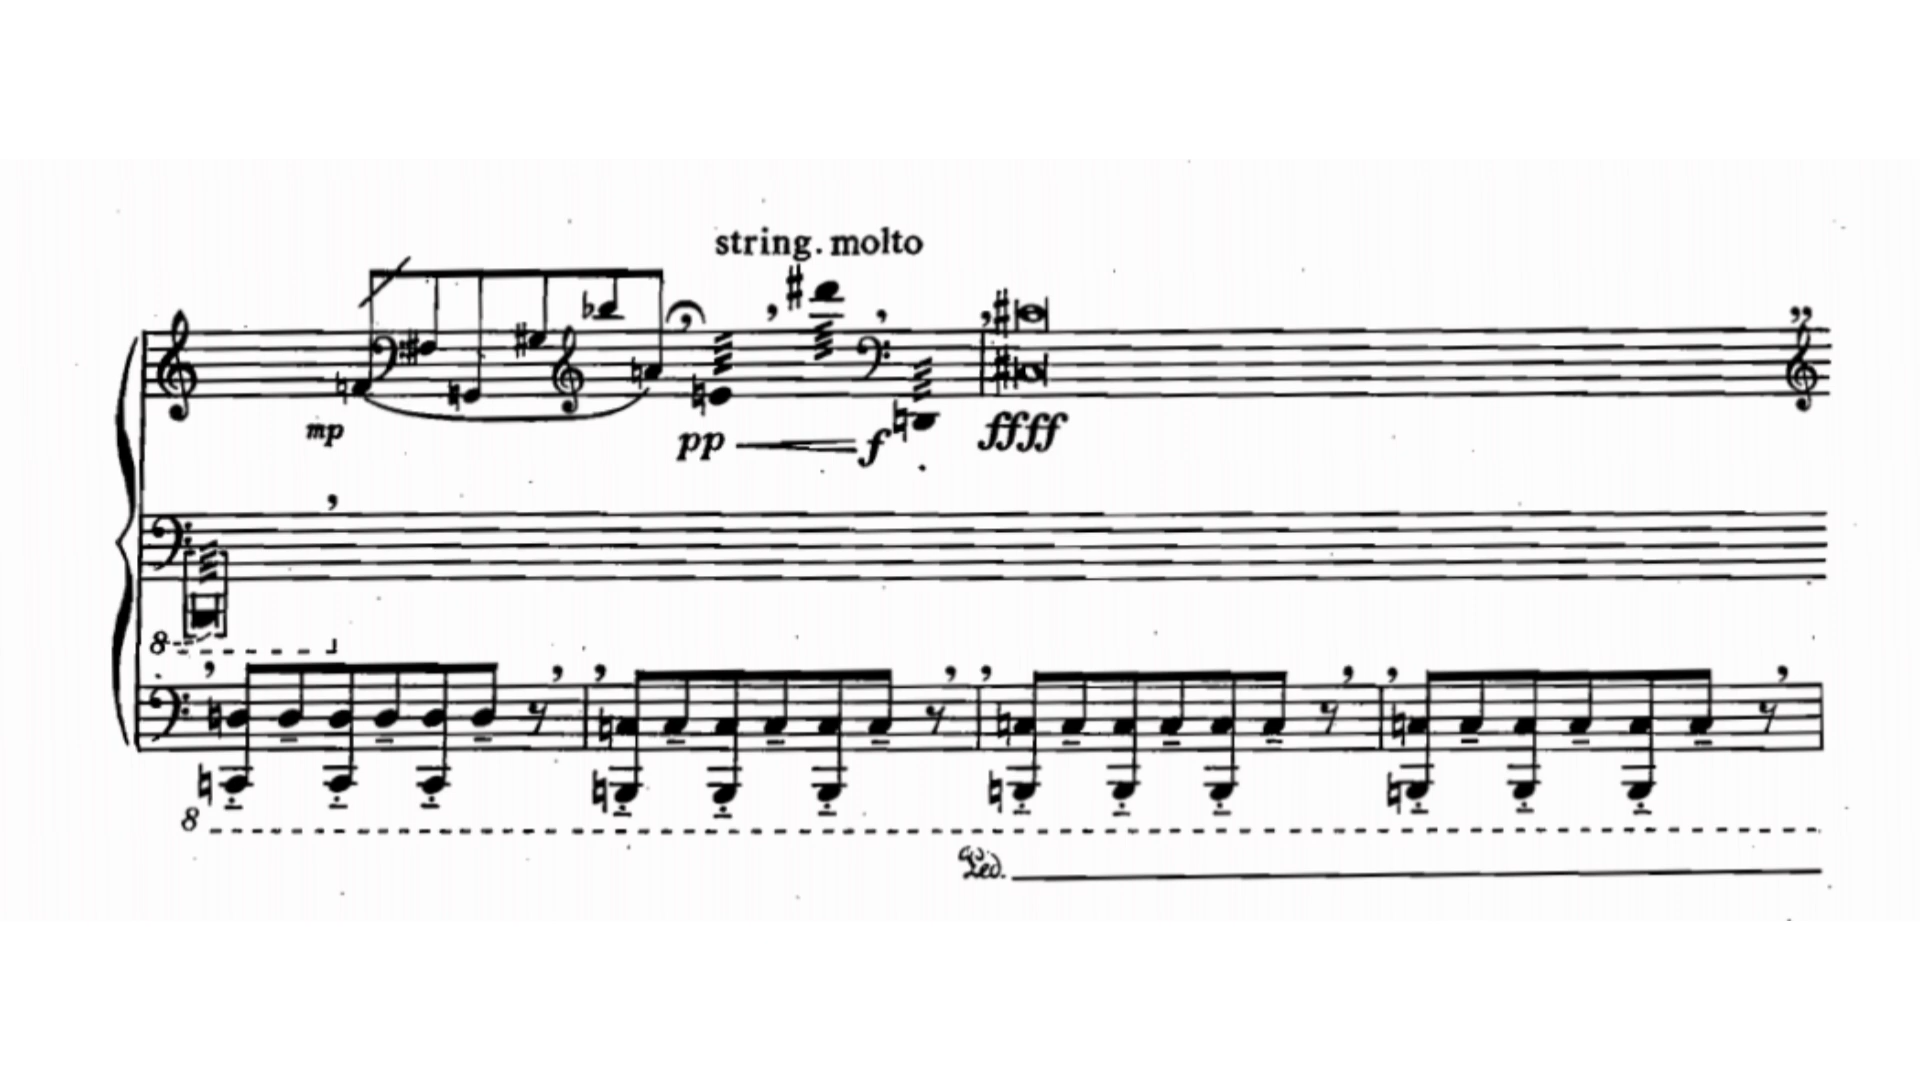 string. molto
mp
pp f ffff
8
8
Ped.